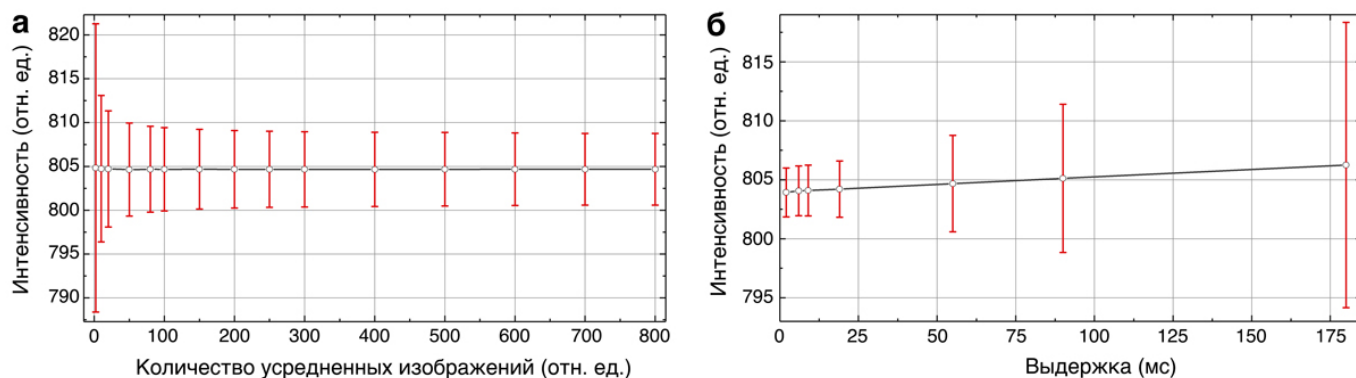 а
Интенсивность (отн. ед.)
820
815
810
805
800
795
790
0 100 200 300 400 500 600 700 800
Количество усредненных изображений (отн. ед.)
б
Интенсивность (отн. ед.)
815
810
805
800
795
0 25 50 75 100 125 150 175
Выдержка (мс)